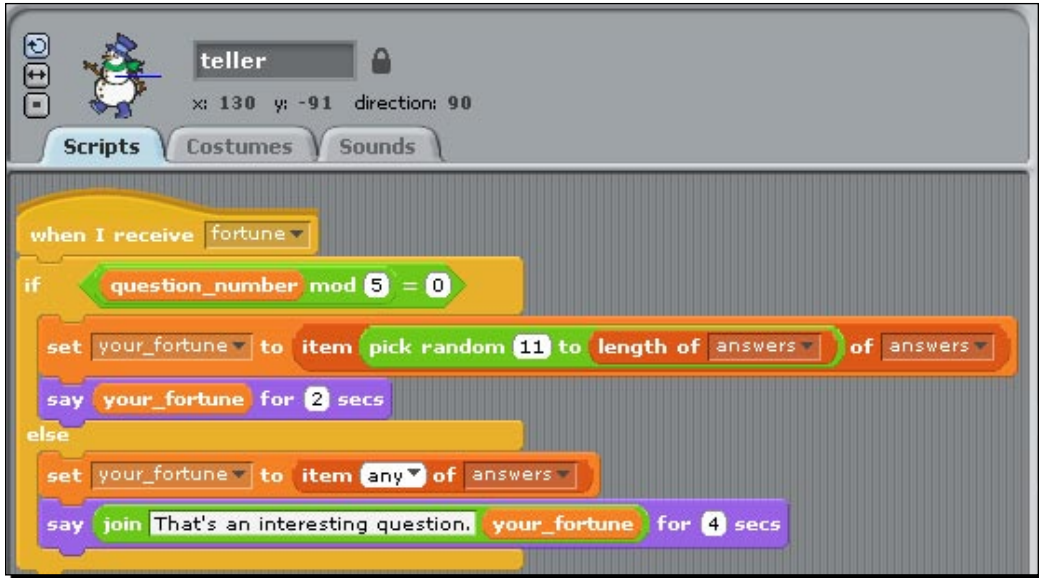 teller
x: 130 y: -91 direction: 90
Scripts Costumes Sounds
when I receive fortune
if question_number mod 5 = 0
set your_fortune to item pick random 11 to length of answers of answers
say your_fortune for 2 secs
else
set your_fortune to item any of answers
say join That's an interesting question. your_fortune for 4 secs